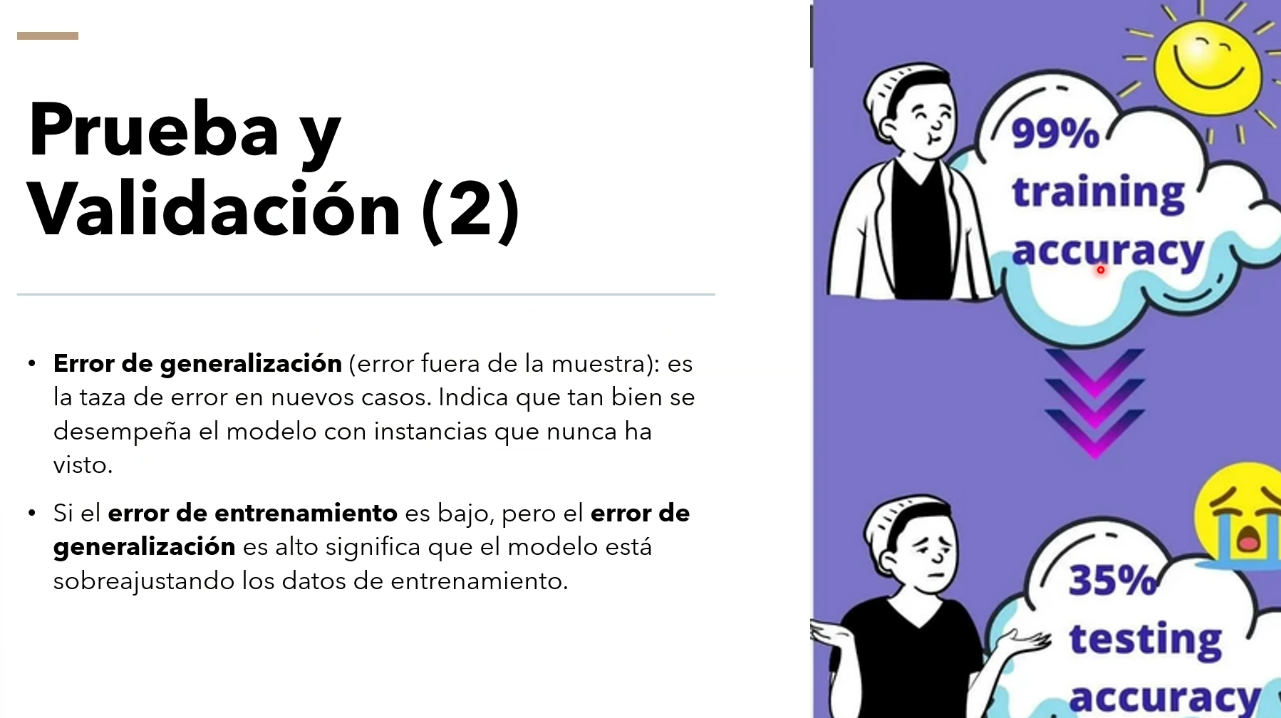 Prueba y
Validación (2)
• Error de generalización (error fuera de la muestra): es
la taza de error en nuevos casos. Indica que tan bien se
desempeña el modelo con instancias que nunca ha
visto.
• Si el error de entrenamiento es bajo, pero el error de
generalización es alto significa que el modelo está
sobreajustando los datos de entrenamiento.
99%
training
accuracy
35%
testing
accuracy